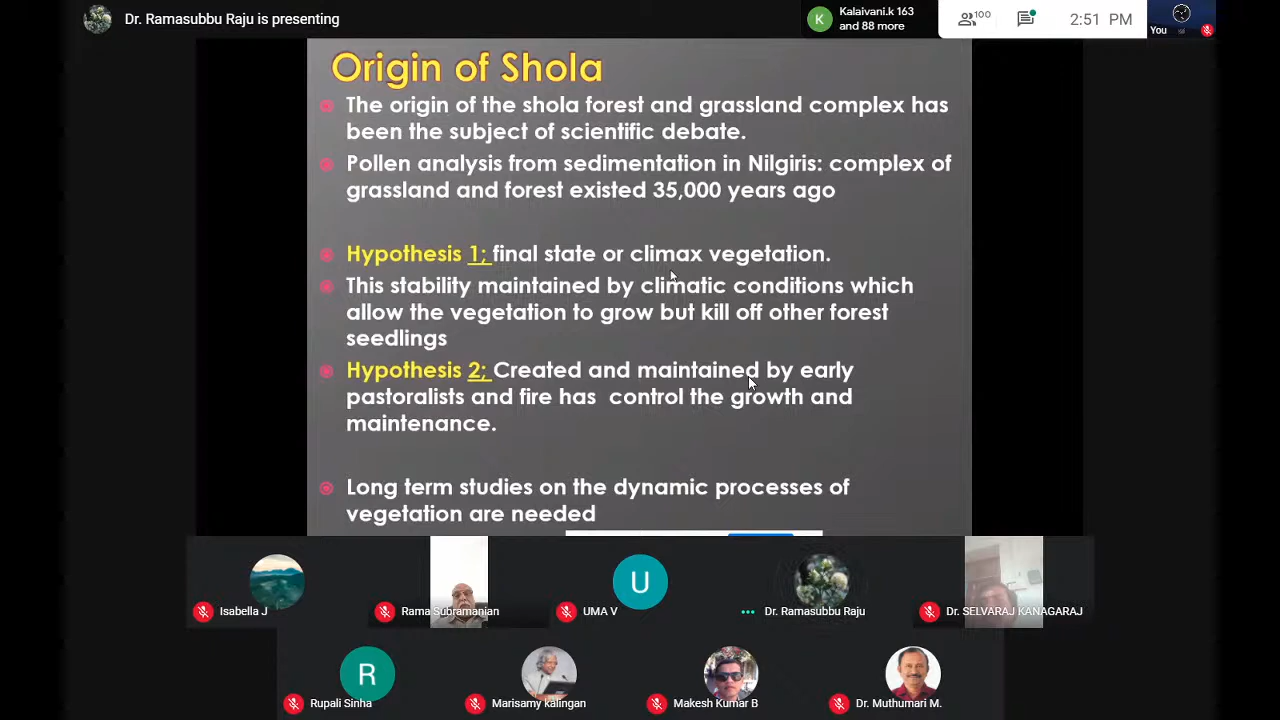 Dr. Ramasubbu Raju is presenting
K
Kalaivani.k 163
and 88 more
100
2:51 PM
You
Origin of Shola
The origin of the shola forest and grassland complex has
been the subject of scientific debate.
Pollen analysis from sedimentation in Nilgiris: complex of
grassland and forest existed 35,000 years ago
Hypothesis 1; final state or climax vegetation.
This stability maintained by climatic conditions which
allow the vegetation to grow but kill off other forest
seedlings
Hypothesis 2; Created and maintained by early
pastoralists and fire has control the growth and
maintenance.
Long term studies on the dynamic processes of
vegetation are needed
U
Isabella J
Rama Subramanian
UMA V
Dr. Ramasubbu Raju
Dr. SELVARAJ KANAGARAJ
R
Rupali Sinha
Marisamy kalingan
Makesh Kumar B
Dr. Muthumari M.